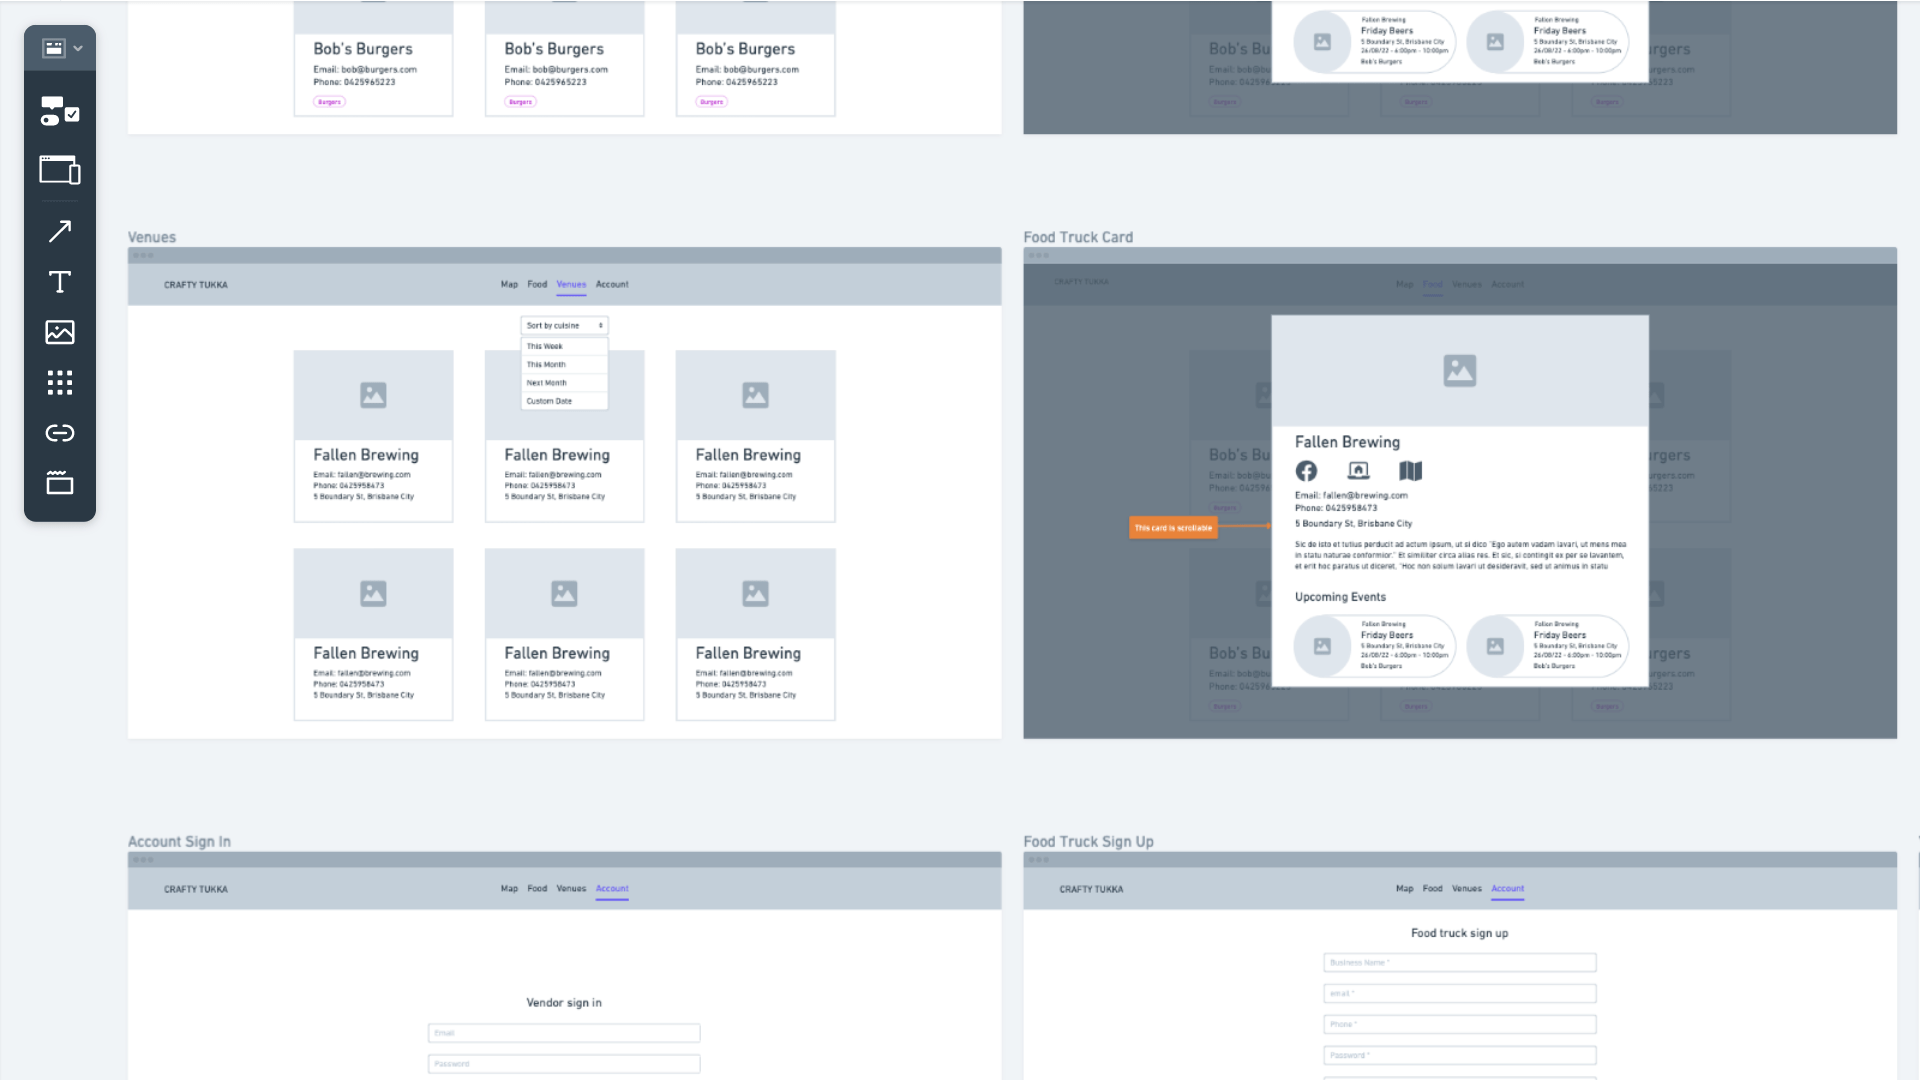 Bob's Burgers
Email: bob@burgers.com
Phone: 0425965223
Burgers
Bob's Burgers
Email: bob@burgers.com
Phone: 0425965223
Burgers
Bob's Burgers
Email: bob@burgers.com
Phone: 0425965223
Burgers
Fallen Brewing
Friday Beers
5 Boundary St, Brisbane City
26/08/22 - 6:00pm - 10:00pm
Bob's Burgers
Fallen Brewing
Friday Beers
5 Boundary St, Brisbane City
26/08/22 - 6:00pm - 10:00pm
Bob's Burgers
Burgers
Burgers
Burgers
Venues
CRAFTY TUKKA
Map Food Venues Account
Sort by cuisine
This Week
This Month
Next Month
Custom Date
Fallen Brewing
Email: fallen@brewing.com
Phone: 0425958473
5 Boundary St, Brisbane City
Fallen Brewing
Email: fallen@brewing.com
Phone: 0425958473
5 Boundary St, Brisbane City
Fallen Brewing
Email: fallen@brewing.com
Phone: 0425958473
5 Boundary St, Brisbane City
Fallen Brewing
Email: fallen@brewing.com
Phone: 0425958473
5 Boundary St, Brisbane City
Fallen Brewing
Email: fallen@brewing.com
Phone: 0425958473
5 Boundary St, Brisbane City
Fallen Brewing
Email: fallen@brewing.com
Phone: 0425958473
5 Boundary St, Brisbane City
Food Truck Card
CRAFTY TUKKA
Map Food Venues Account
This card is scrollable
Fallen Brewing
Email: fallen@brewing.com
Phone: 0425958473
5 Boundary St, Brisbane City
Sic de isto et tutius perducit ad actum ipsum, ut si dico "Ego autem vadam lavari, ut mens mea
in statu naturae conformior." Et similiter circa alias res. Et sic, si contingit ex per se lavantem,
et erit hoc paratus ut diceret, "Hoc non solum lavari ut desideravit, sed ut animus in statu
Upcoming Events
Fallen Brewing
Friday Beers
5 Boundary St, Brisbane City
26/08/22 - 6:00pm - 10:00pm
Bob's Burgers
Fallen Brewing
Friday Beers
5 Boundary St, Brisbane City
26/08/22 - 6:00pm - 10:00pm
Bob's Burgers
Burgers
Burgers
Burgers
Account Sign In
CRAFTY TUKKA
Map Food Venues Account
Vendor sign in
Email
Password
Food Truck Sign Up
CRAFTY TUKKA
Map Food Venues Account
Food truck sign up
Business Name *
email *
Phone *
Password *